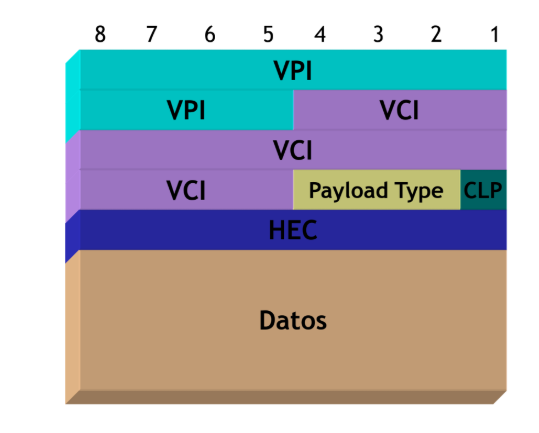 8 7 6 5 4 3 2 1
VPI
VPI VCI
VCI
VCI Payload Type CLP
HEC
Datos